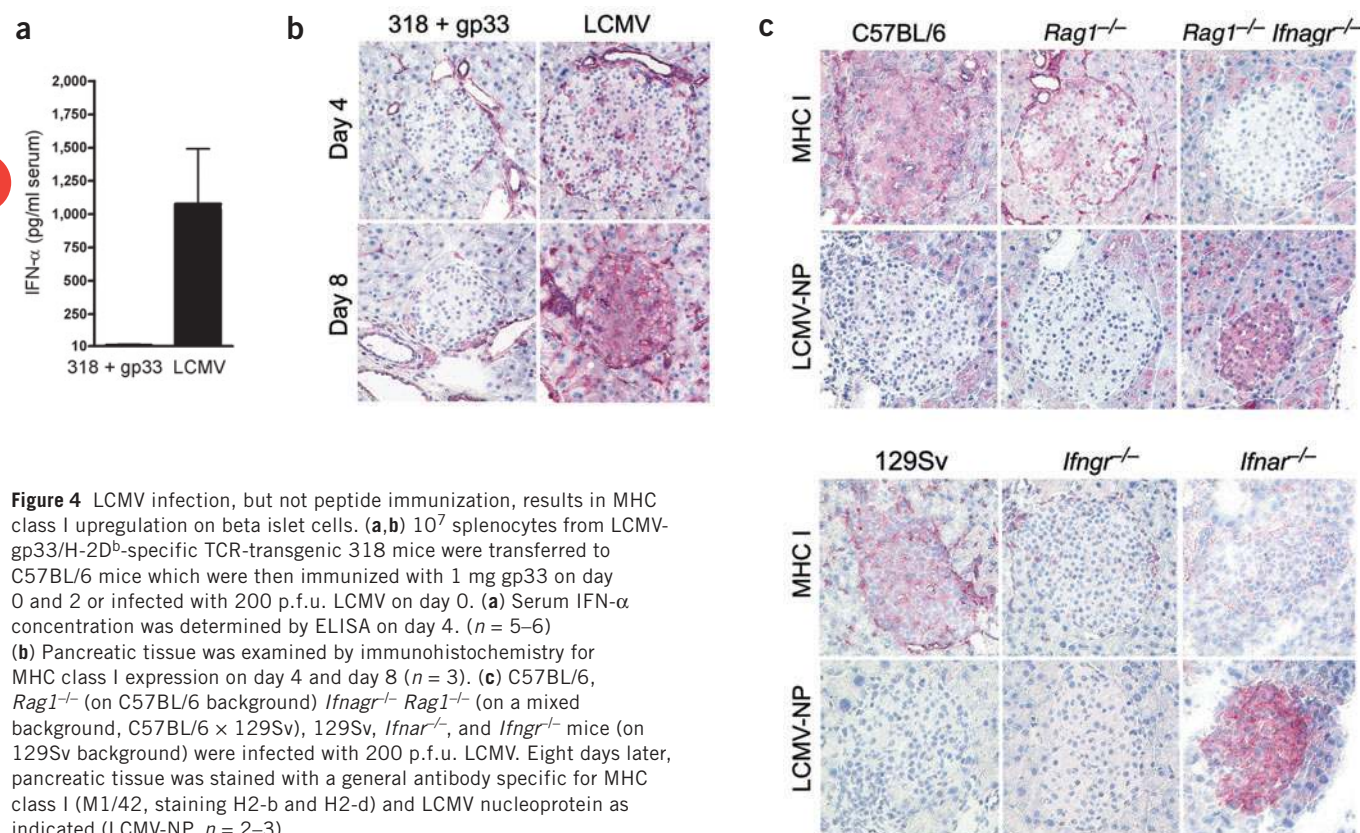 a
2,000
1,750
1,500
1,250
1,000
750
500
250
10
IFN-α (pg/ml serum)
318 + gp33 LCMV
b
318 + gp33 LCMV
Day 4
Day 8
c
C57BL/6 Rag1–/– Rag1–/– Ifnagr–/–
MHC I
LCMV-NP
129Sv Ifngr–/– Ifnar–/–
MHC I
LCMV-NP
Figure 4 LCMV infection, but not peptide immunization, results in MHC
class I upregulation on beta islet cells. (a,b) 10⁷ splenocytes from LCMV-
gp33/H-2Dᵇ-specific TCR-transgenic 318 mice were transferred to
C57BL/6 mice which were then immunized with 1 mg gp33 on day
0 and 2 or infected with 200 p.f.u. LCMV on day 0. (a) Serum IFN-α
concentration was determined by ELISA on day 4. (n = 5–6)
(b) Pancreatic tissue was examined by immunohistochemistry for
MHC class I expression on day 4 and day 8 (n = 3). (c) C57BL/6,
Rag1–/– (on C57BL/6 background) Ifnagr–/– Rag1–/– (on a mixed
background, C57BL/6 × 129Sv), 129Sv, Ifnar–/–, and Ifngr–/– mice (on
129Sv background) were infected with 200 p.f.u. LCMV. Eight days later,
pancreatic tissue was stained with a general antibody specific for MHC
class I (M1/42, staining H2-b and H2-d) and LCMV nucleoprotein as
indicated (LCMV-NP, n = 2–3)